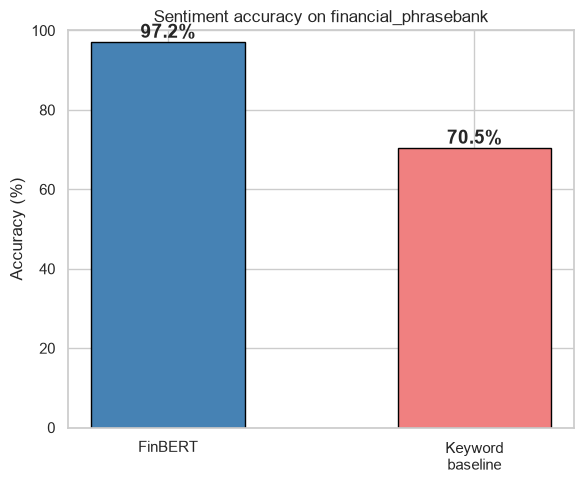 Sentiment accuracy on financial_phrasebank
97.2%
70.5%
Accuracy (%)
100
80
60
40
20
0
FinBERT
Keyword
baseline